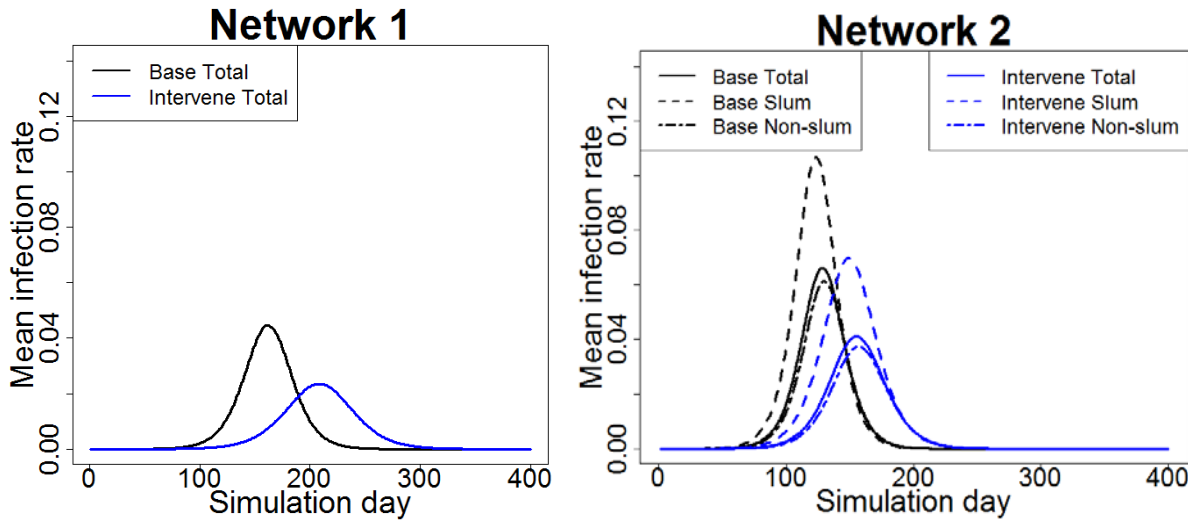 Network 1
Base Total
Intervene Total
Mean infection rate
0.00
0.04
0.08
0.12
0
100
200
300
400
Simulation day
Network 2
Base Total
Base Slum
Base Non-slum
Intervene Total
Intervene Slum
Intervene Non-slum
Mean infection rate
0.00
0.04
0.08
0.12
0
100
200
300
400
Simulation day